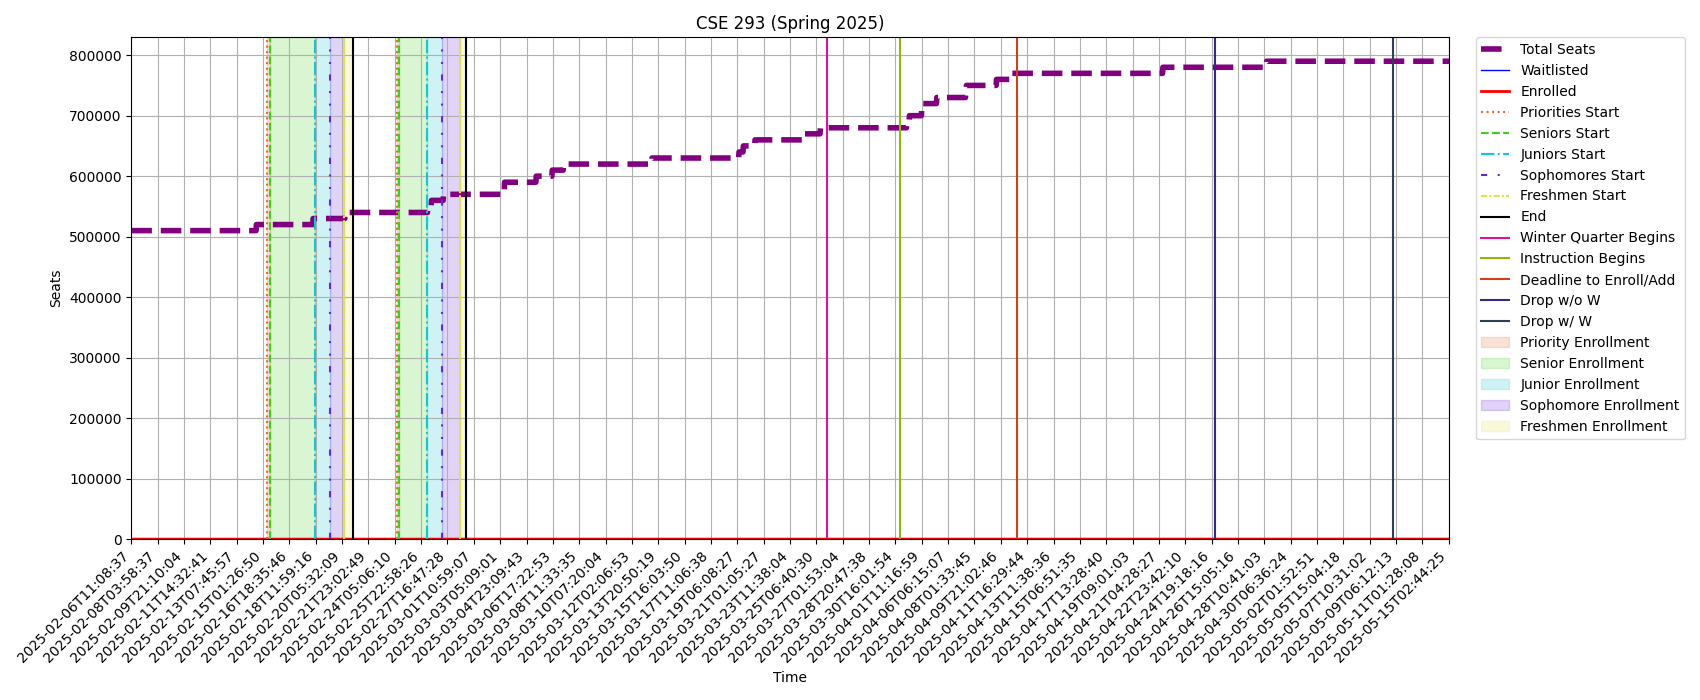 CSE 293 (Spring 2025)
800000
700000
600000
500000
400000
300000
200000
100000
0
Seats
2025-02-06T11:08:37
2025-02-08T03:58:37
2025-02-09T21:10:04
2025-02-11T14:32:41
2025-02-13T07:45:57
2025-02-15T01:26:50
2025-02-16T18:35:46
2025-02-18T11:59:16
2025-02-20T05:32:09
2025-02-21T23:02:49
2025-02-24T05:06:10
2025-02-25T22:58:26
2025-02-27T16:47:28
2025-03-01T10:59:07
2025-03-03T05:09:01
2025-03-04T23:09:43
2025-03-06T17:22:53
2025-03-08T11:33:35
2025-03-10T07:20:04
2025-03-12T02:06:53
2025-03-13T20:50:19
2025-03-15T16:03:50
2025-03-17T11:06:38
2025-03-19T06:08:27
2025-03-21T01:05:27
2025-03-23T11:38:04
2025-03-25T06:40:30
2025-03-27T01:53:04
2025-03-28T20:47:38
2025-03-30T16:01:54
2025-04-01T11:16:59
2025-04-06T06:15:07
2025-04-08T01:33:45
2025-04-09T21:02:46
2025-04-11T16:29:44
2025-04-13T11:38:36
2025-04-15T06:51:35
2025-04-17T13:28:40
2025-04-19T09:01:03
2025-04-21T04:28:27
2025-04-22T23:42:10
2025-04-24T19:18:16
2025-04-26T15:05:16
2025-04-28T10:41:03
2025-04-30T06:36:24
2025-05-02T01:52:51
2025-05-05T15:04:18
2025-05-07T10:31:02
2025-05-09T06:12:13
2025-05-11T01:28:08
2025-05-15T02:44:25
Time
Total Seats
Waitlisted
Enrolled
Priorities Start
Seniors Start
Juniors Start
Sophomores Start
Freshmen Start
End
Winter Quarter Begins
Instruction Begins
Deadline to Enroll/Add
Drop w/o W
Drop w/ W
Priority Enrollment
Senior Enrollment
Junior Enrollment
Sophomore Enrollment
Freshmen Enrollment